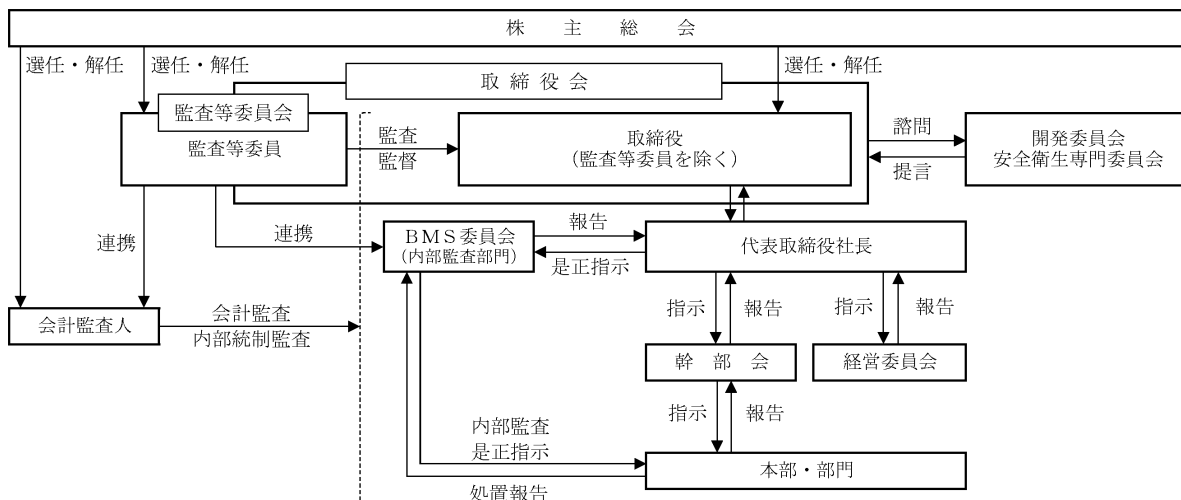 株主総会
選任・解任
選任・解任
選任・解任
取締役会
監査等委員会
監査等委員
監査
監督
取締役
(監査等委員を除く)
諮問
提言
開発委員会
安全衛生専門委員会
連携
連携
BMS委員会
(内部監査部門)
報告
是正指示
代表取締役社長
会計監査人
会計監査
内部統制監査
指示
報告
指示
報告
幹部会
経営委員会
指示
報告
内部監査
是正指示
処置報告
本部・部門